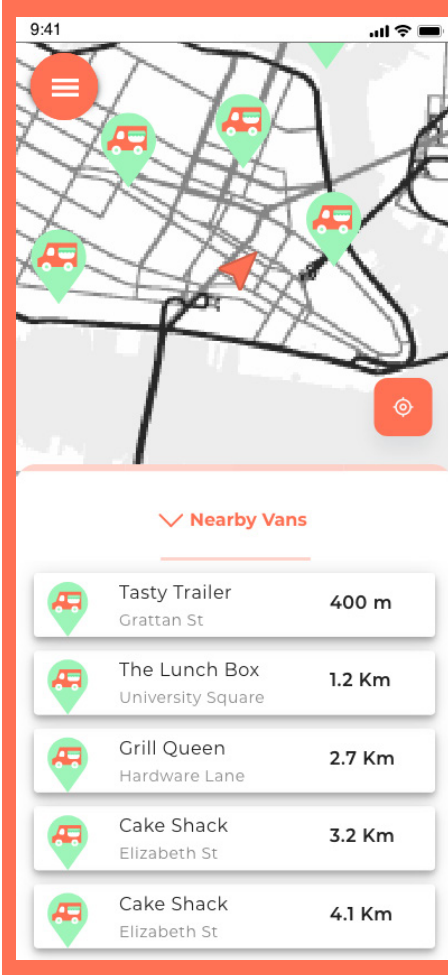 9:41
Nearby Vans
Tasty Trailer
400 m
Grattan St
The Lunch Box
1.2 Km
University Square
Grill Queen
2.7 Km
Hardware Lane
Cake Shack
3.2 Km
Elizabeth St
Cake Shack
4.1 Km
Elizabeth St